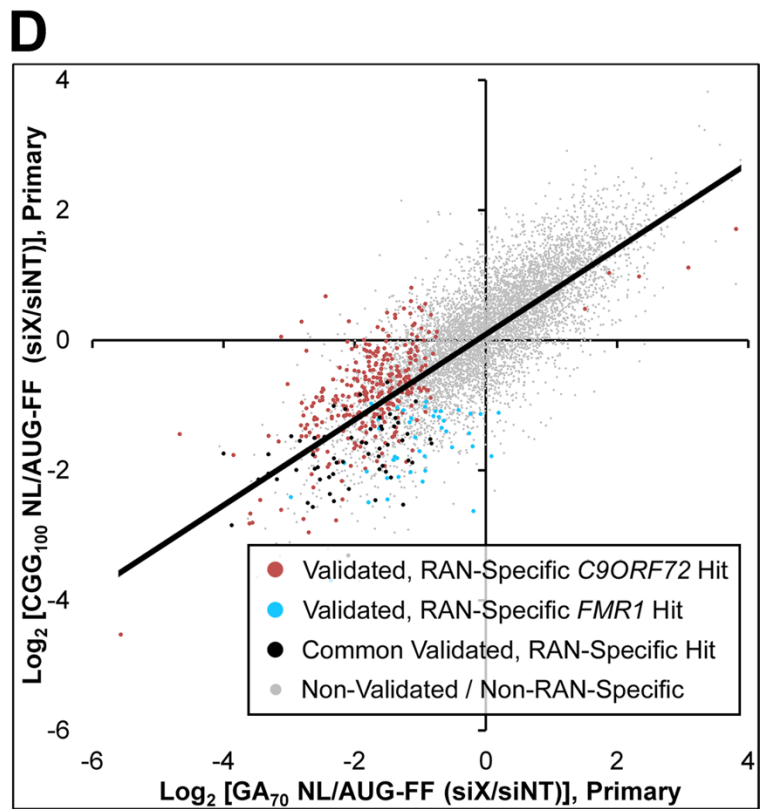 D
4
2
0
-2
-4
-6
-6
-4
-2
0
2
4
Log₂ [CGG₁₀₀ NL/AUG-FF (siX/siNT)], Primary
Validated, RAN-Specific C9ORF72 Hit
Validated, RAN-Specific FMR1 Hit
Common Validated, RAN-Specific Hit
Non-Validated / Non-RAN-Specific
Log₂ [GA₇₀ NL/AUG-FF (siX/siNT)], Primary